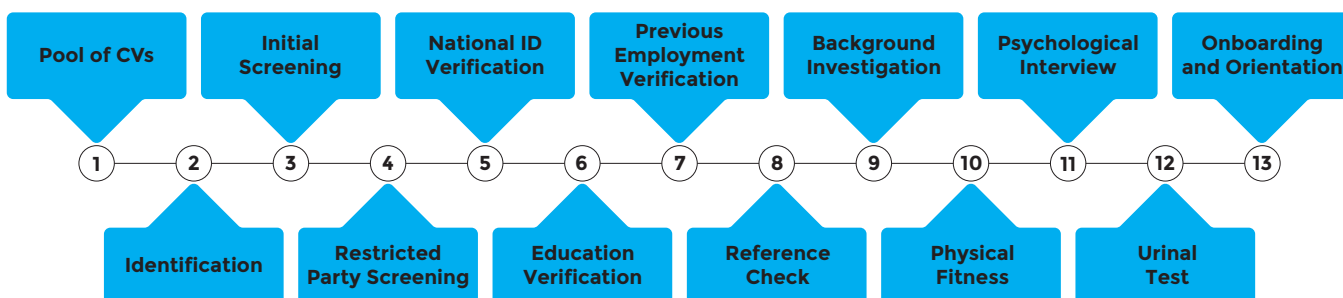 Pool of CVs
Initial
Screening
National ID
Verification
Previous
Employment
Verification
Background
Investigation
Psychological
Interview
Onboarding
and Orientation
1 2 3 4 5 6 7 8 9 10 11 12 13
Identification
Restricted
Party Screening
Education
Verification
Reference
Check
Physical
Fitness
Urinal
Test